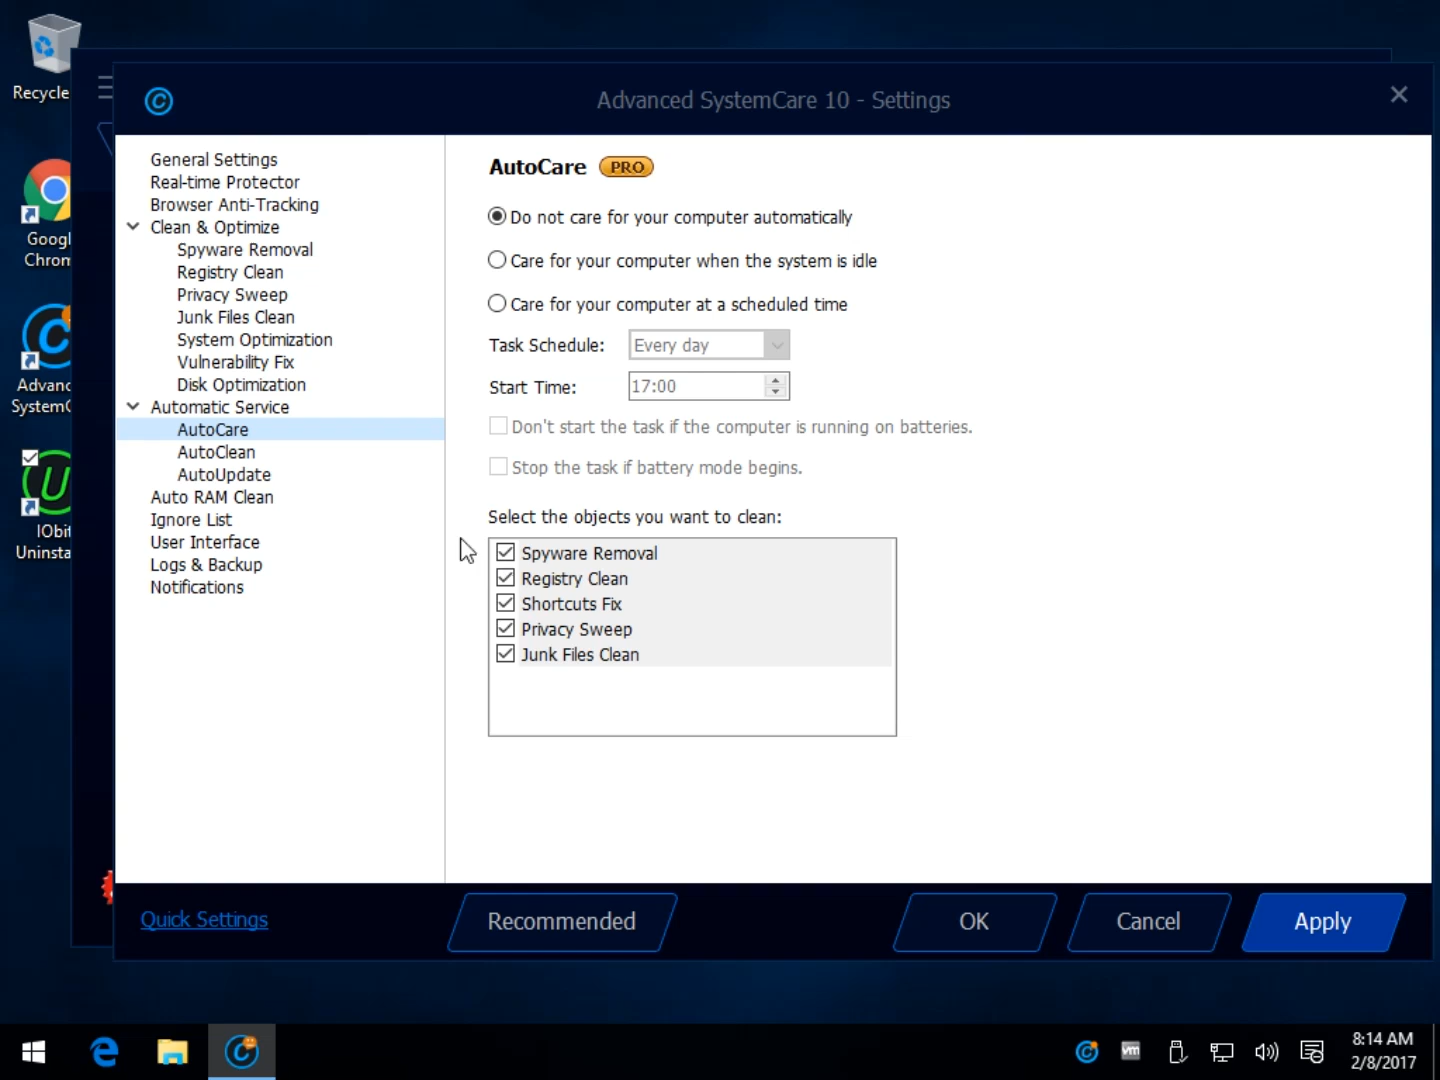 Recycle
Googl
Chrom
Advanc
SystemC
IObit
Uninsta
Advanced SystemCare 10 - Settings
General Settings
Real-time Protector
Browser Anti-Tracking
Clean & Optimize
Spyware Removal
Registry Clean
Privacy Sweep
Junk Files Clean
System Optimization
Vulnerability Fix
Disk Optimization
Automatic Service
AutoCare
AutoClean
AutoUpdate
Auto RAM Clean
Ignore List
User Interface
Logs & Backup
Notifications
AutoCare PRO
Do not care for your computer automatically
Care for your computer when the system is idle
Care for your computer at a scheduled time
Task Schedule: Every day
Start Time: 17:00
Don't start the task if the computer is running on batteries.
Stop the task if battery mode begins.
Select the objects you want to clean:
Spyware Removal
Registry Clean
Shortcuts Fix
Privacy Sweep
Junk Files Clean
Quick Settings
Recommended
OK
Cancel
Apply
vm
8:14 AM
2/8/2017